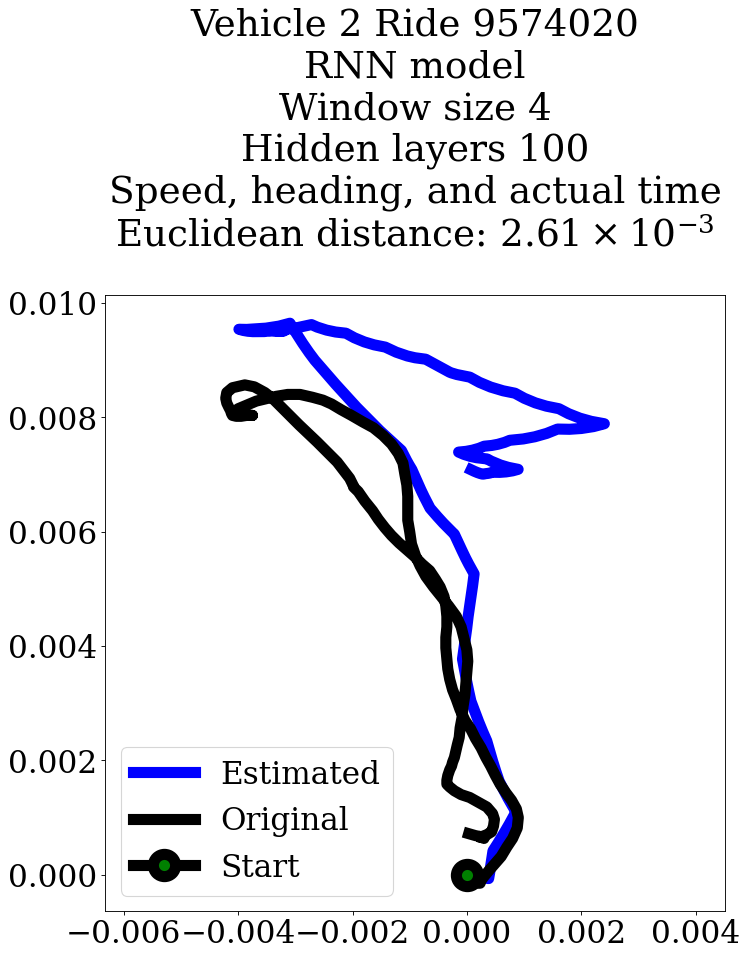 Vehicle 2 Ride 9574020
RNN model
Window size 4
Hidden layers 100
Speed, heading, and actual time
Euclidean distance: 2.61 × 10⁻³
0.010
0.008
0.006
0.004
0.002
0.000
Estimated
Original
Start
−0.006 −0.004 −0.002 0.000 0.002 0.004